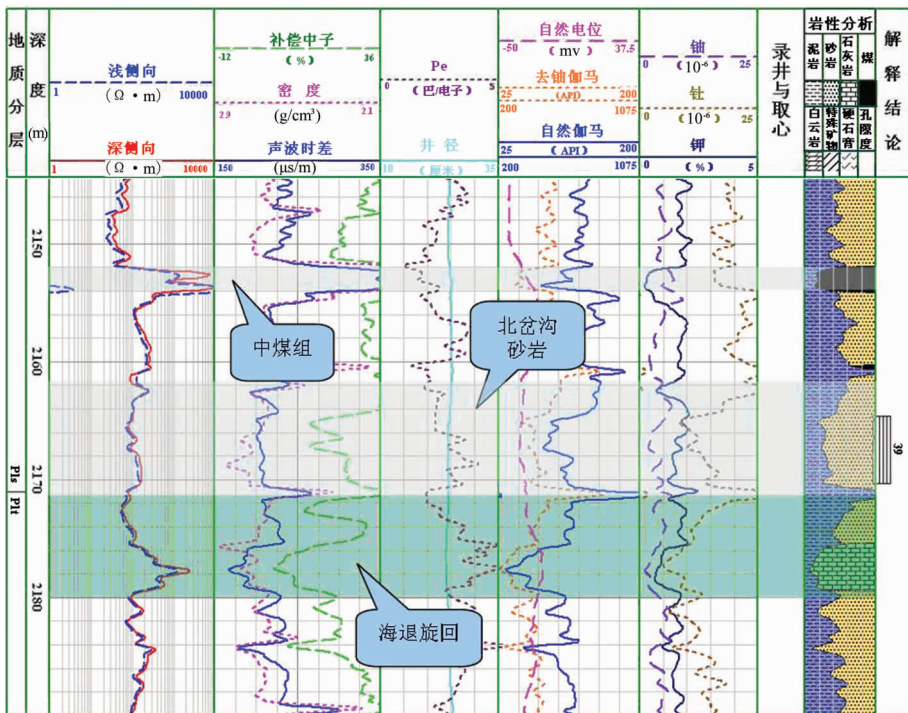 地质分层
深度(m)
浅侧向
1 (Ω·m) 10000
深侧向
1 (Ω·m) 10000
补偿中子
-12 (%) 36
密度
29 (g/cm³) 21
声波时差
150 (μs/m) 350
Pe
0 (巴/电子) 5
井径
10 (厘米) 35
自然电位
-50 (mv) 37.5
去铀伽马
25 (API) 200
200 1075
自然伽马
25 (API) 200
200 1075
铀
0 (10⁻⁶) 25
钍
0 (10⁻⁶) 25
钾
0 (%) 5
录井与取心
岩性分析
泥岩 砂岩 石灰岩 煤
白云岩 特殊矿物 硬石膏 孔隙度
解释结论
2150
2160
2170
2180
P1s
P1t
中煤组
北岔沟
砂岩
海退旋回
39